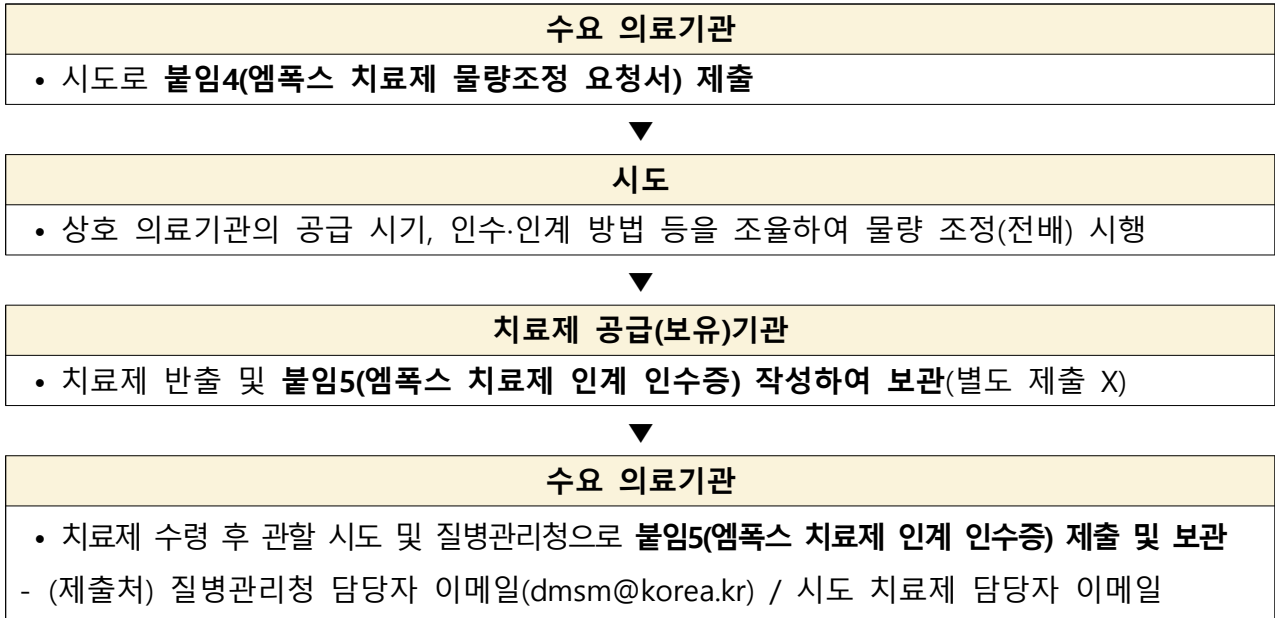 수요 의료기관
• 시도로 붙임4(엠폭스 치료제 물량조정 요청서) 제출
▼
시도
• 상호 의료기관의 공급 시기, 인수·인계 방법 등을 조율하여 물량 조정(전배) 시행
▼
치료제 공급(보유)기관
• 치료제 반출 및 붙임5(엠폭스 치료제 인계 인수증) 작성하여 보관(별도 제출 X)
▼
수요 의료기관
• 치료제 수령 후 관할 시도 및 질병관리청으로 붙임5(엠폭스 치료제 인계 인수증) 제출 및 보관
- (제출처) 질병관리청 담당자 이메일(dmsm@korea.kr) / 시도 치료제 담당자 이메일